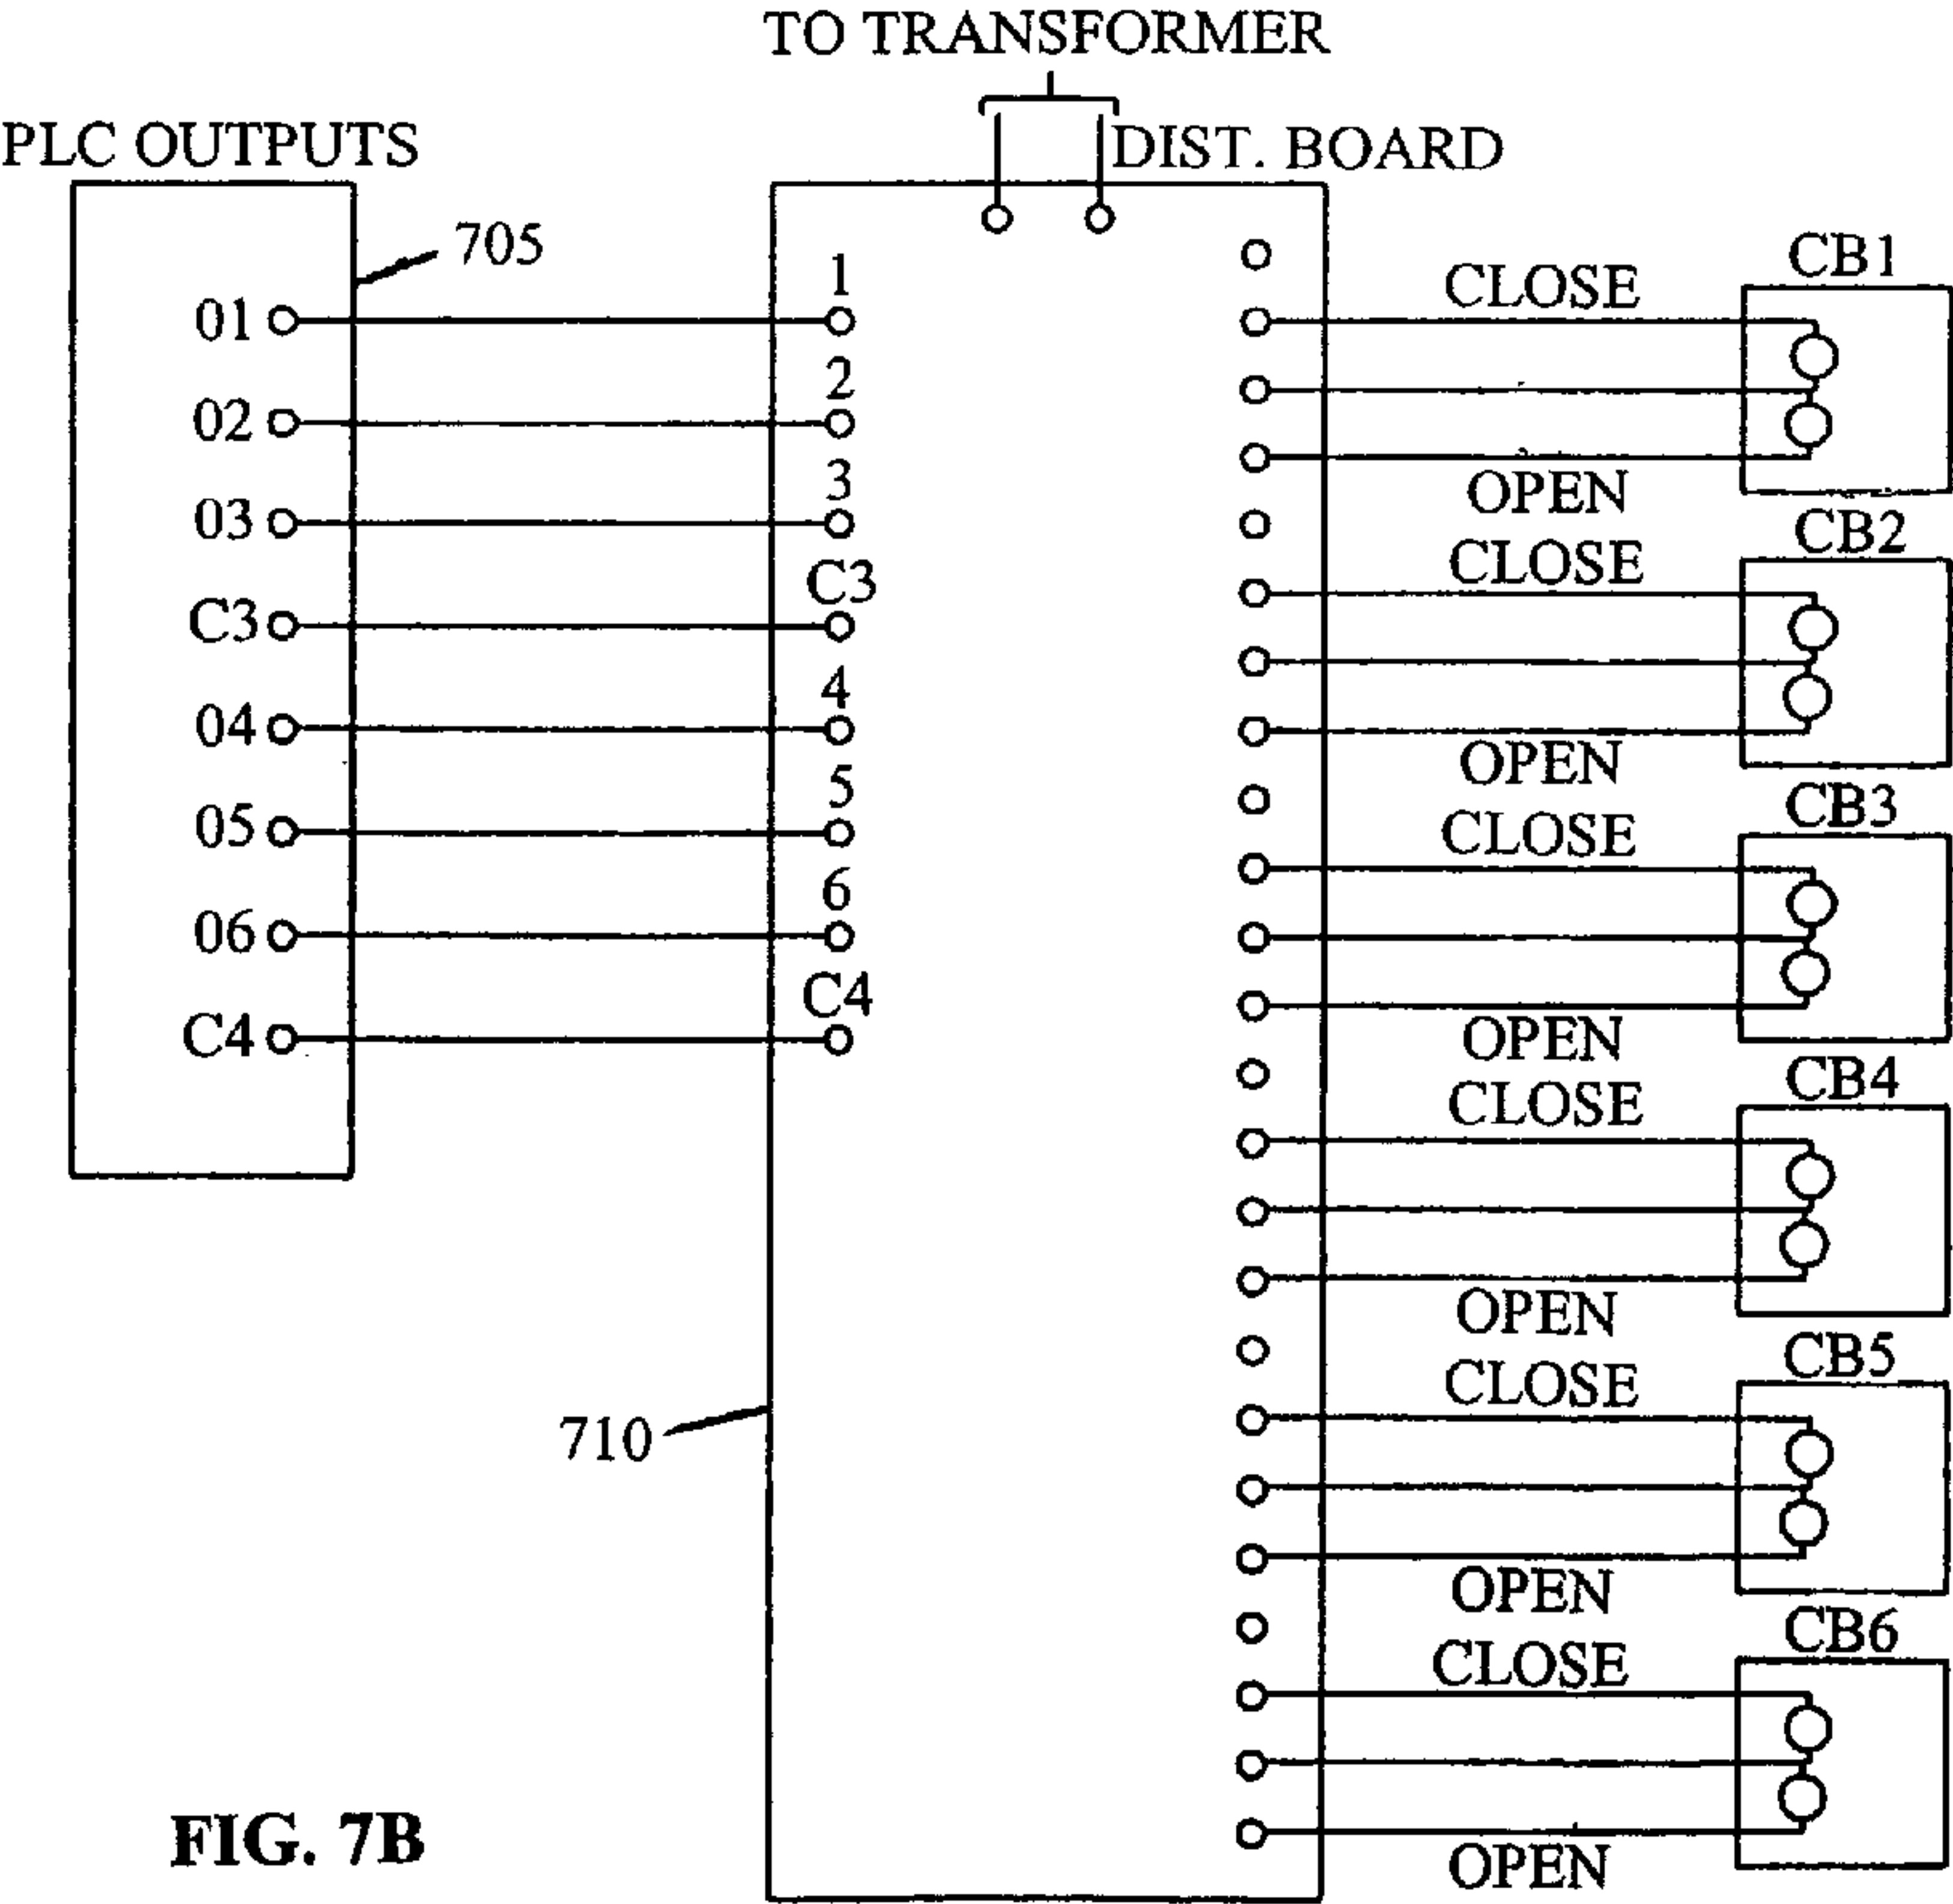 TO TRANSFORMER
PLC OUTPUTS
DIST. BOARD
705
01
02
03
C3
04
05
06
C4
1
2
3
C3
4
5
6
C4
710
CB1
CLOSE
OPEN
CB2
CLOSE
OPEN
CB3
CLOSE
OPEN
CB4
CLOSE
OPEN
CB5
CLOSE
OPEN
CB6
CLOSE
OPEN
FIG. 7B